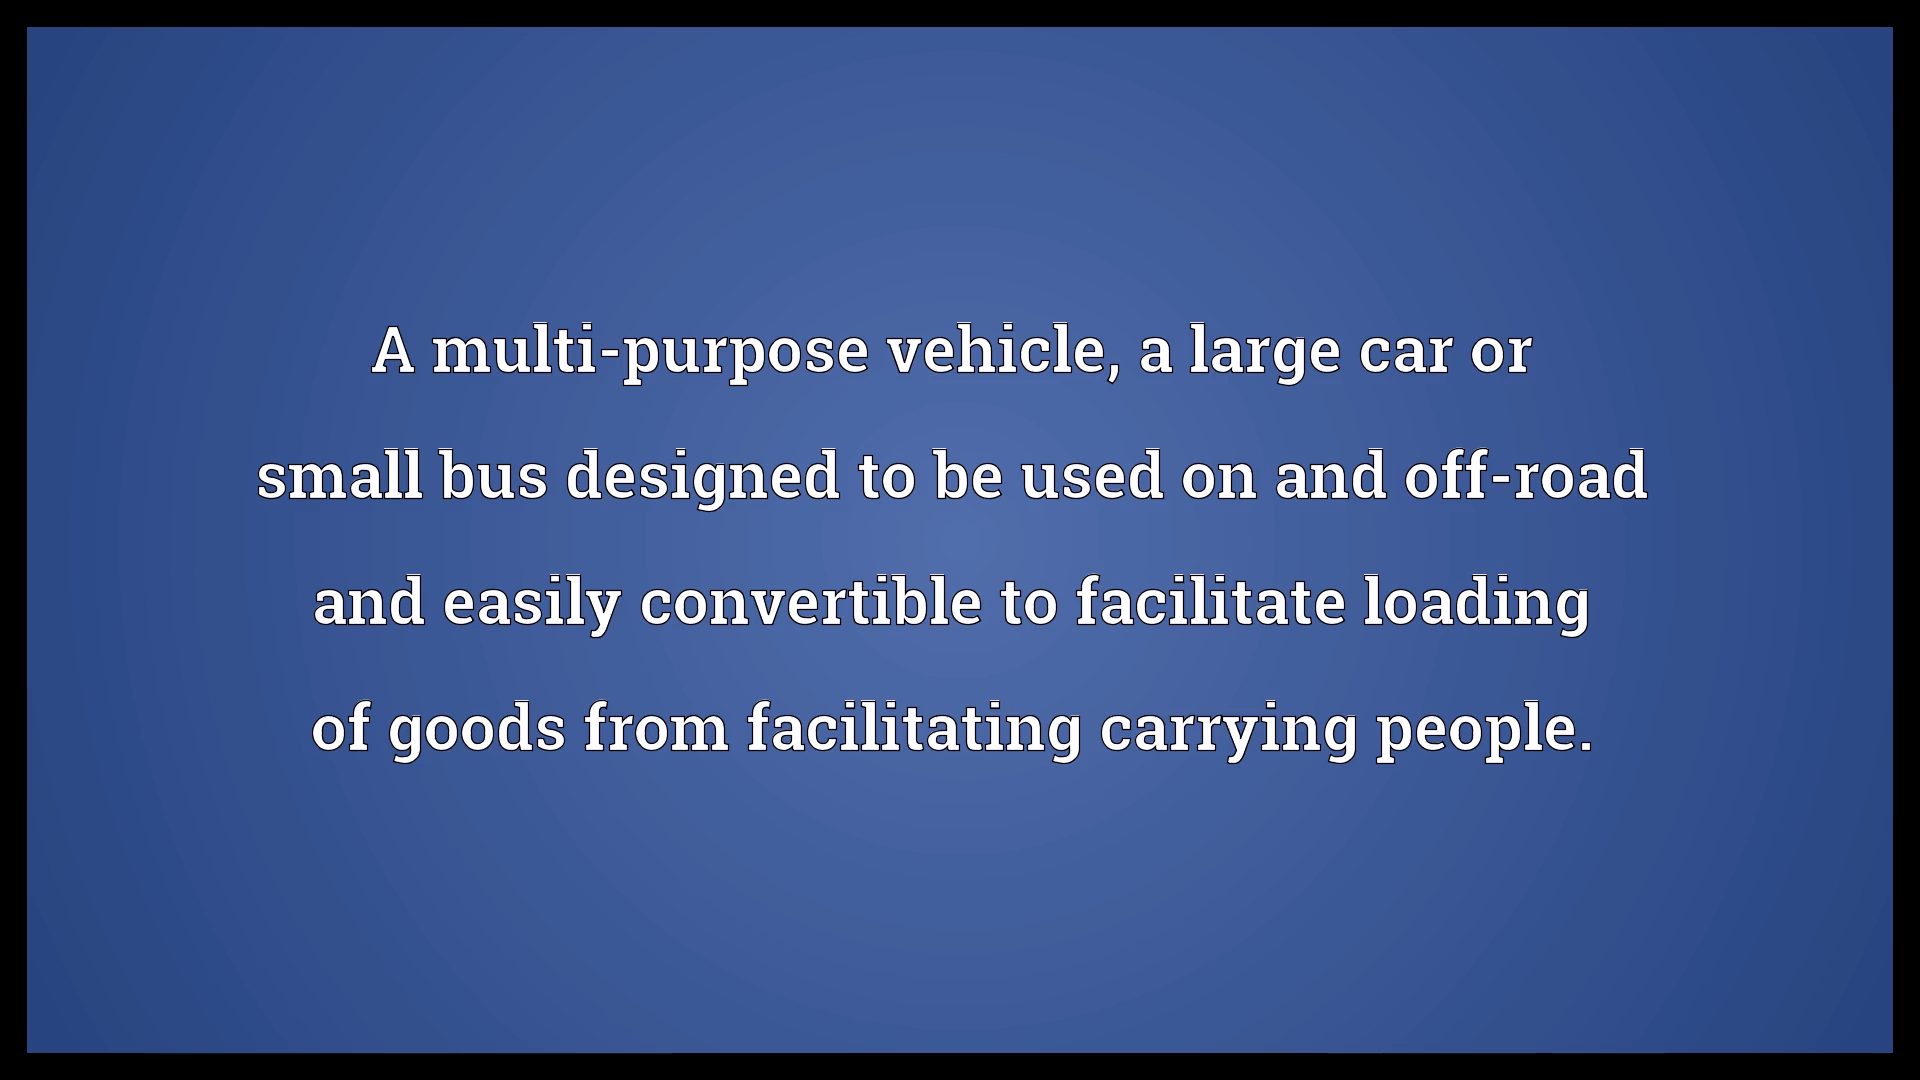 A multi-purpose vehicle, a large car or
small bus designed to be used on and off-road
and easily convertible to facilitate loading
of goods from facilitating carrying people.